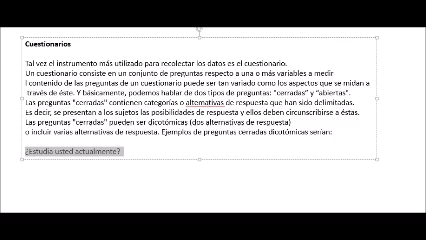 Cuestionarios
Tal vez el instrumento más utilizado para recolectar los datos es el cuestionario.
Un cuestionario consiste en un conjunto de preguntas respecto a una o más variables a medir
l contenido de las preguntas de un cuestionario puede ser tan variado como los aspectos que se midan a
través de éste. Y básicamente, podemos hablar de dos tipos de preguntas: "cerradas" y "abiertas".
Las preguntas "cerradas" contienen categorías o alternativas de respuesta que han sido delimitadas.
Es decir, se presentan a los sujetos las posibilidades de respuesta y ellos deben circunscribirse a éstas.
Las preguntas "cerradas" pueden ser dicotómicas (dos alternativas de respuesta)
o incluir varias alternativas de respuesta. Ejemplos de preguntas cerradas dicotómicas serían:
¿Estudia usted actualmente?